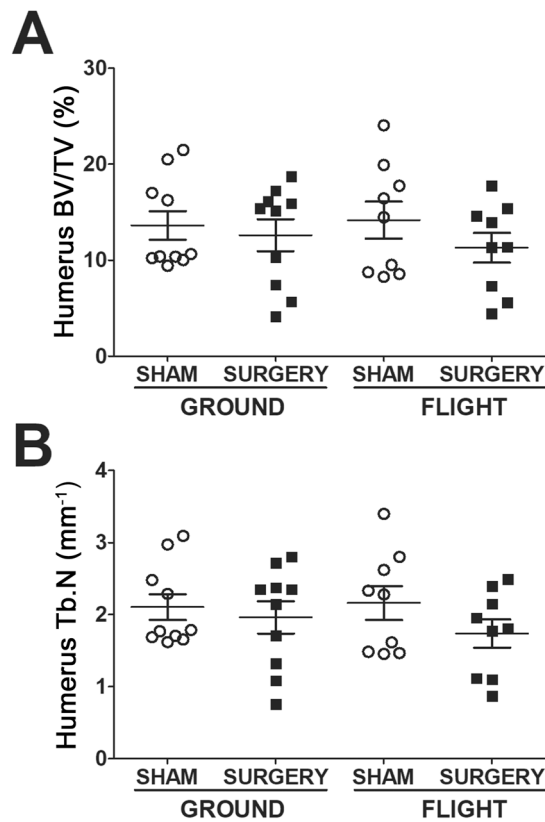 A
Humerus BV/TV (%)
30
20
10
0
SHAM SURGERY SHAM SURGERY
GROUND FLIGHT
B
Humerus Tb.N (mm⁻¹)
4
3
2
1
0
SHAM SURGERY SHAM SURGERY
GROUND FLIGHT